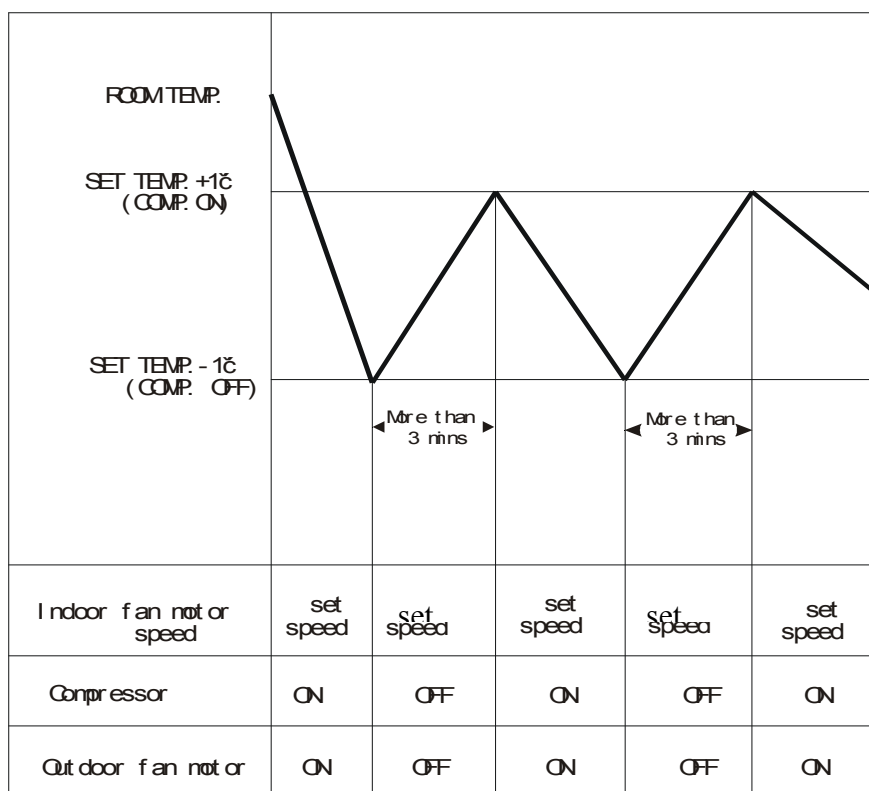 ROOM TEMP.
SET TEMP. +1č
( COMP. ON)
SET TEMP. - 1č
( COMP. OFF)
More than
3 mins
More than
3 mins
Indoor fan motor
speed
set
speed
set
speed
set
speed
set
speed
set
speed
Compressor
ON
OFF
ON
OFF
ON
Outdoor fan motor
ON
OFF
ON
OFF
ON